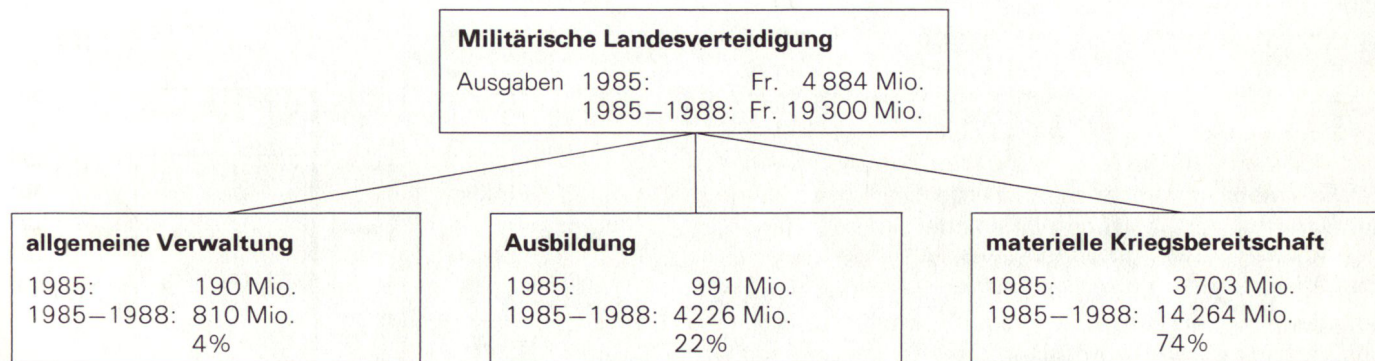 Militärische Landesverteidigung
Ausgaben 1985: Fr. 4 884 Mio.
1985–1988: Fr. 19 300 Mio.
allgemeine Verwaltung
1985: 190 Mio.
1985–1988: 810 Mio.
4%
Ausbildung
1985: 991 Mio.
1985–1988: 4226 Mio.
22%
materielle Kriegsbereitschaft
1985: 3 703 Mio.
1985–1988: 14 264 Mio.
74%